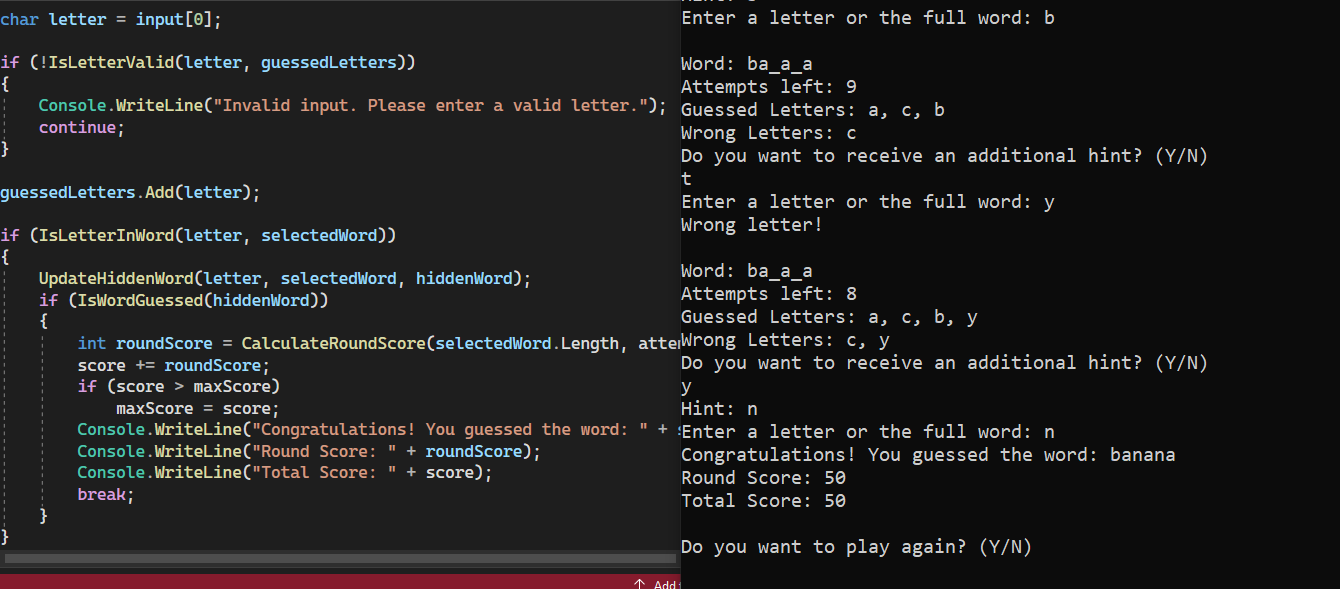 char letter = input[0];
if (!IsLetterValid(letter, guessedLetters))
{
Console.WriteLine("Invalid input. Please enter a valid letter.");
continue;
}
guessedLetters.Add(letter);
if (IsLetterInWord(letter, selectedWord))
{
UpdateHiddenWord(letter, selectedWord, hiddenWord);
if (IsWordGuessed(hiddenWord))
{
int roundScore = CalculateRoundScore(selectedWord.Length, atte
score += roundScore;
if (score > maxScore)
maxScore = score;
Console.WriteLine("Congratulations! You guessed the word: " +
Console.WriteLine("Round Score: " + roundScore);
Console.WriteLine("Total Score: " + score);
break;
}
}
Add
Enter a letter or the full word: b
Word: ba_a_a
Attempts left: 9
Guessed Letters: a, c, b
Wrong Letters: c
Do you want to receive an additional hint? (Y/N)
t
Enter a letter or the full word: y
Wrong letter!
Word: ba_a_a
Attempts left: 8
Guessed Letters: a, c, b, y
Wrong Letters: c, y
Do you want to receive an additional hint? (Y/N)
y
Hint: n
Enter a letter or the full word: n
Congratulations! You guessed the word: banana
Round Score: 50
Total Score: 50
Do you want to play again? (Y/N)